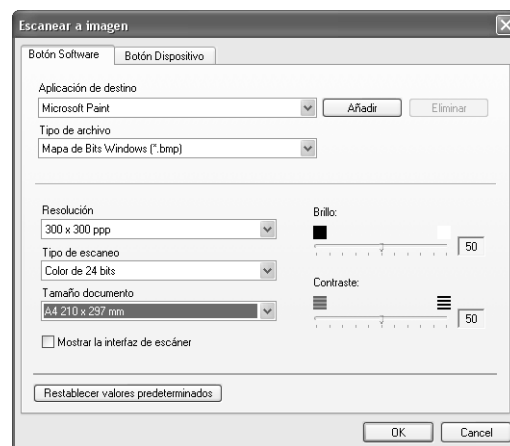 Escanear a imagen
Botón Software Botón Dispositivo
Aplicación de destino
Microsoft Paint Añadir Eliminar
Tipo de archivo
Mapa de Bits Windows (*.bmp)
Resolución Brillo:
300 x 300 ppp 50
Tipo de escaneo
Color de 24 bits
Tamaño documento Contraste:
A4 210 x 297 mm 50
Mostrar la interfaz de escáner
Restablecer valores predeterminados
OK Cancel